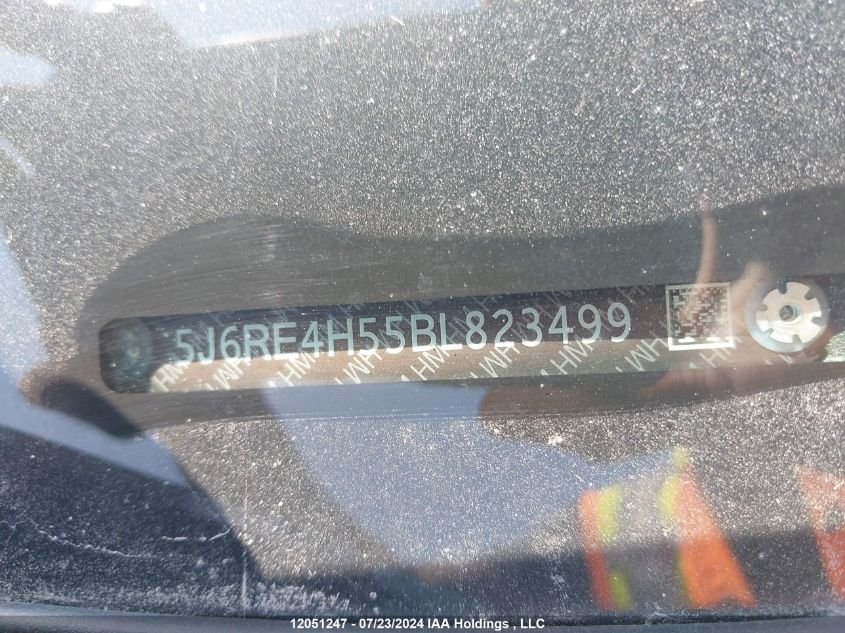 5J6RE4H55BL823499
12051247 - 07/23/2024 IAA Holdings , LLC